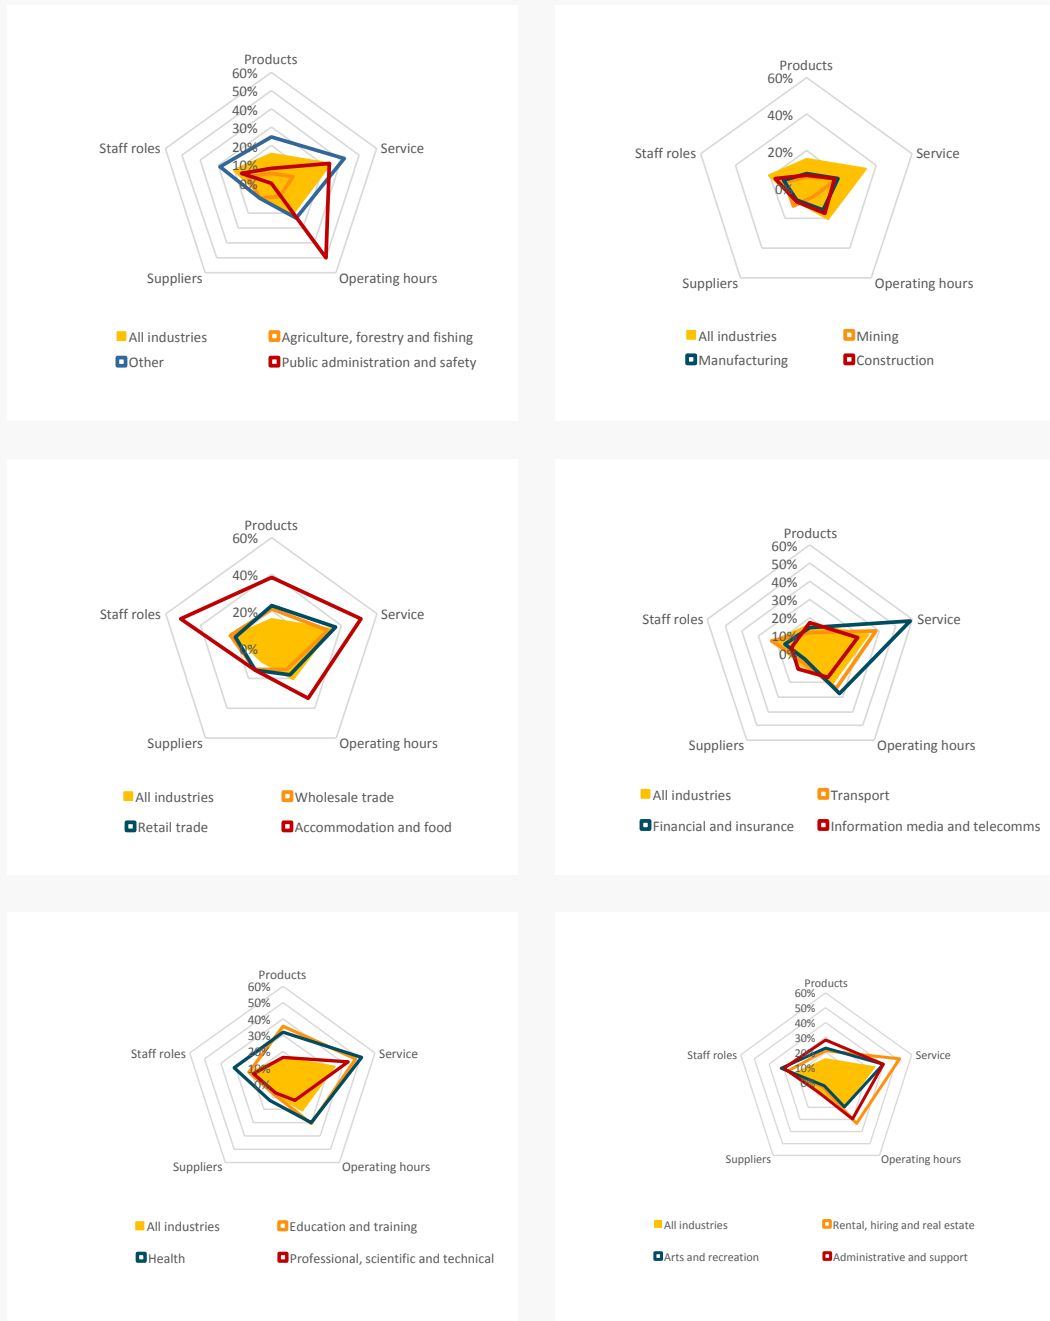 Products
60%
50%
40%
30%
20%
10%
0%
Staff roles
Service
Suppliers
Operating hours
All industries
Agriculture, forestry and fishing
Other
Public administration and safety
Products
60%
40%
20%
0%
Staff roles
Service
Suppliers
Operating hours
All industries
Mining
Manufacturing
Construction
Products
60%
40%
20%
0%
Staff roles
Service
Suppliers
Operating hours
All industries
Wholesale trade
Retail trade
Accommodation and food
Products
60%
50%
40%
30%
20%
10%
0%
Staff roles
Service
Suppliers
Operating hours
All industries
Transport
Financial and insurance
Information media and telecomms
Products
60%
50%
40%
30%
20%
10%
0%
Staff roles
Service
Suppliers
Operating hours
All industries
Education and training
Health
Professional, scientific and technical
Products
60%
50%
40%
30%
20%
10%
0%
Staff roles
Service
Suppliers
Operating hours
All industries
Rental, hiring and real estate
Arts and recreation
Administrative and support